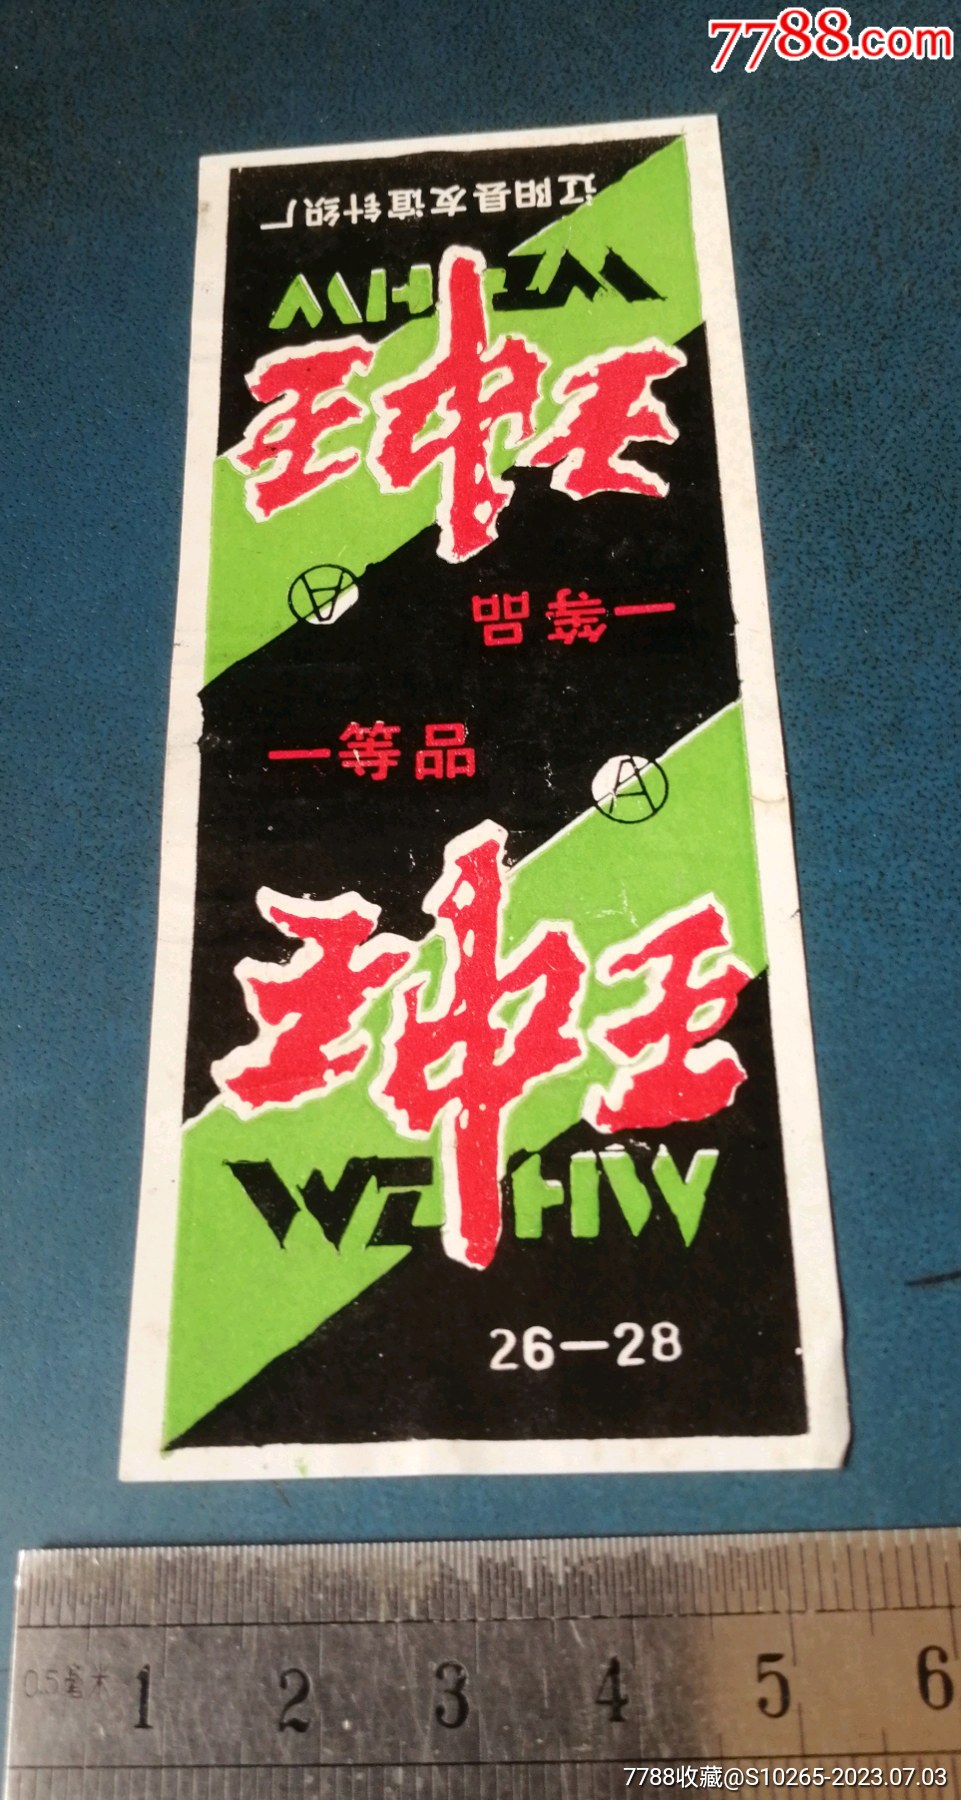 7788.com
辽阳县友谊针织厂
WZHW
王中王
A
一等品
一等品
A
王中王
WZHW
26—28
0.5毫米 1 2 3 4 5 6
7788收藏@S10265-2023.07.03